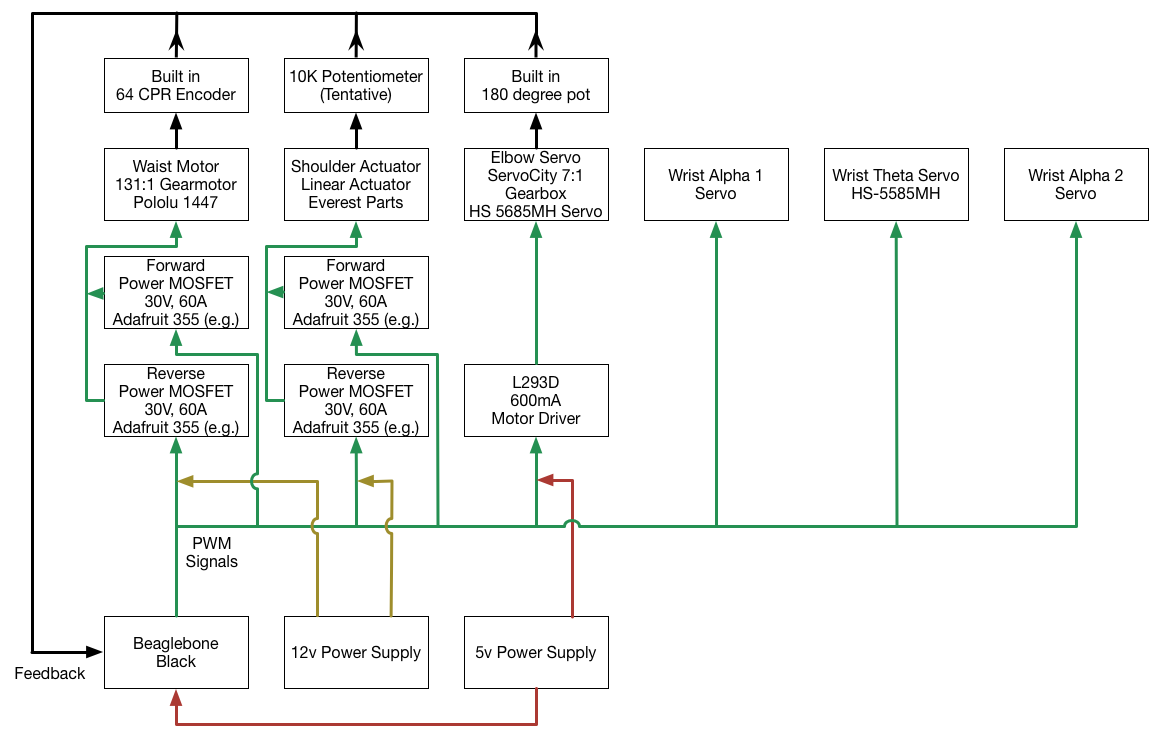 Built in
64 CPR Encoder
10K Potentiometer
(Tentative)
Built in
180 degree pot
Waist Motor
131:1 Gearmotor
Pololu 1447
Shoulder Actuator
Linear Actuator
Everest Parts
Elbow Servo
ServoCity 7:1
Gearbox
HS 5685MH Servo
Wrist Alpha 1
Servo
Wrist Theta Servo
HS-5585MH
Wrist Alpha 2
Servo
Forward
Power MOSFET
30V, 60A
Adafruit 355 (e.g.)
Forward
Power MOSFET
30V, 60A
Adafruit 355 (e.g.)
Reverse
Power MOSFET
30V, 60A
Adafruit 355 (e.g.)
Reverse
Power MOSFET
30V, 60A
Adafruit 355 (e.g.)
L293D
600mA
Motor Driver
PWM
Signals
Beaglebone
Black
12v Power Supply
5v Power Supply
Feedback